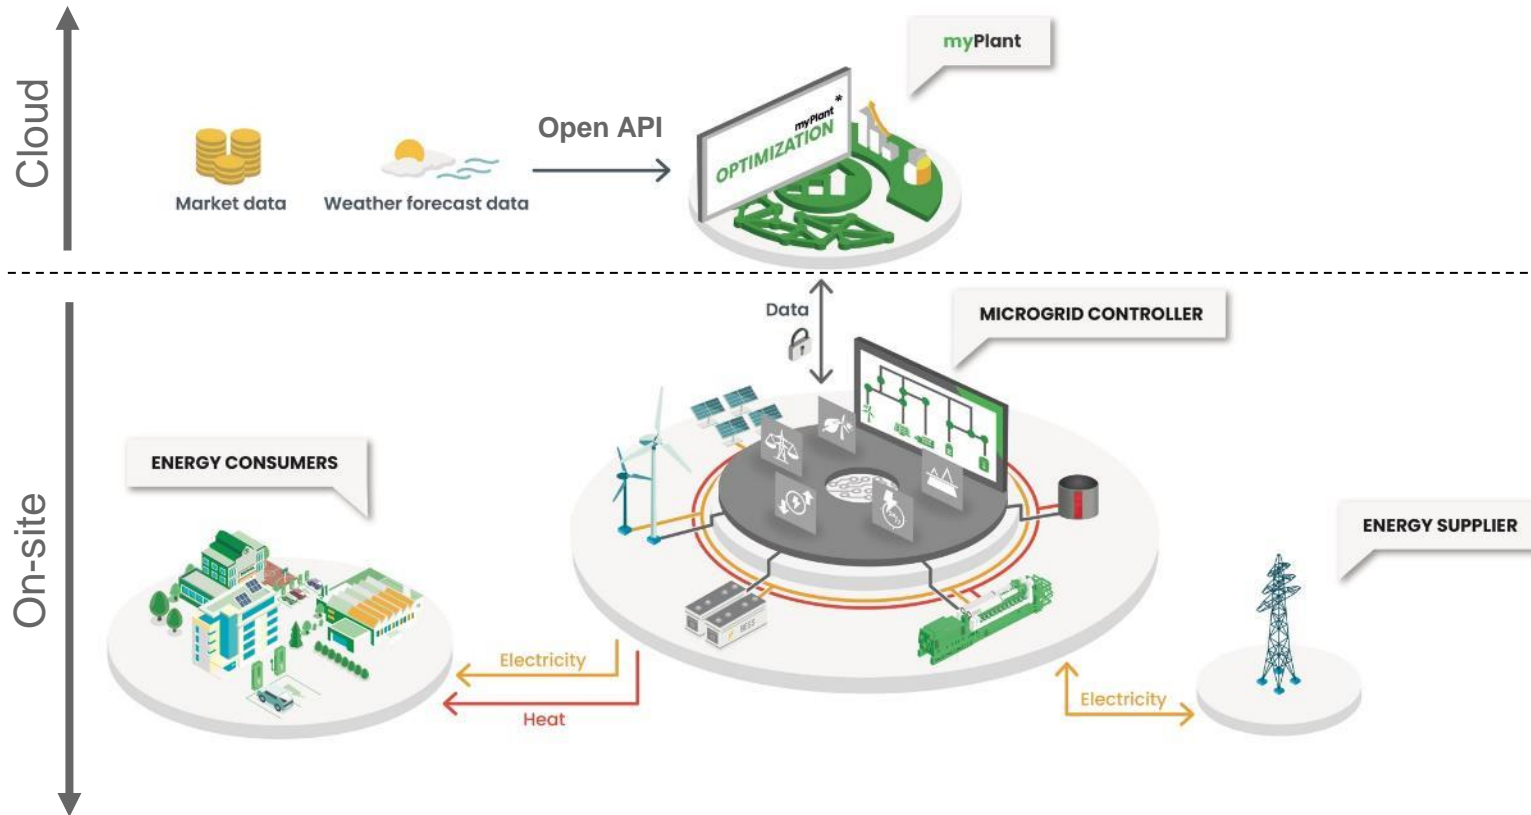 Cloud
myPlant
Open API
myPlant
OPTIMIZATION
Market data
Weather forecast data
On-site
Data
MICROGRID CONTROLLER
ENERGY CONSUMERS
ENERGY SUPPLIER
BESS
Electricity
Heat
Electricity